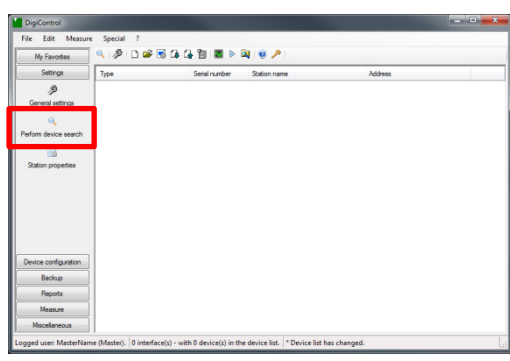 DigiControl
File Edit Measure Special ?
My Favorites
Settings
Type Serial number Station name Address
General settings
Perform device search
Station properties
Device configuration
Backup
Reports
Measure
Miscellaneous
Logged user: MasterName (Master). 0 interface(s) - with 0 device(s) in the device list. * Device list has changed.